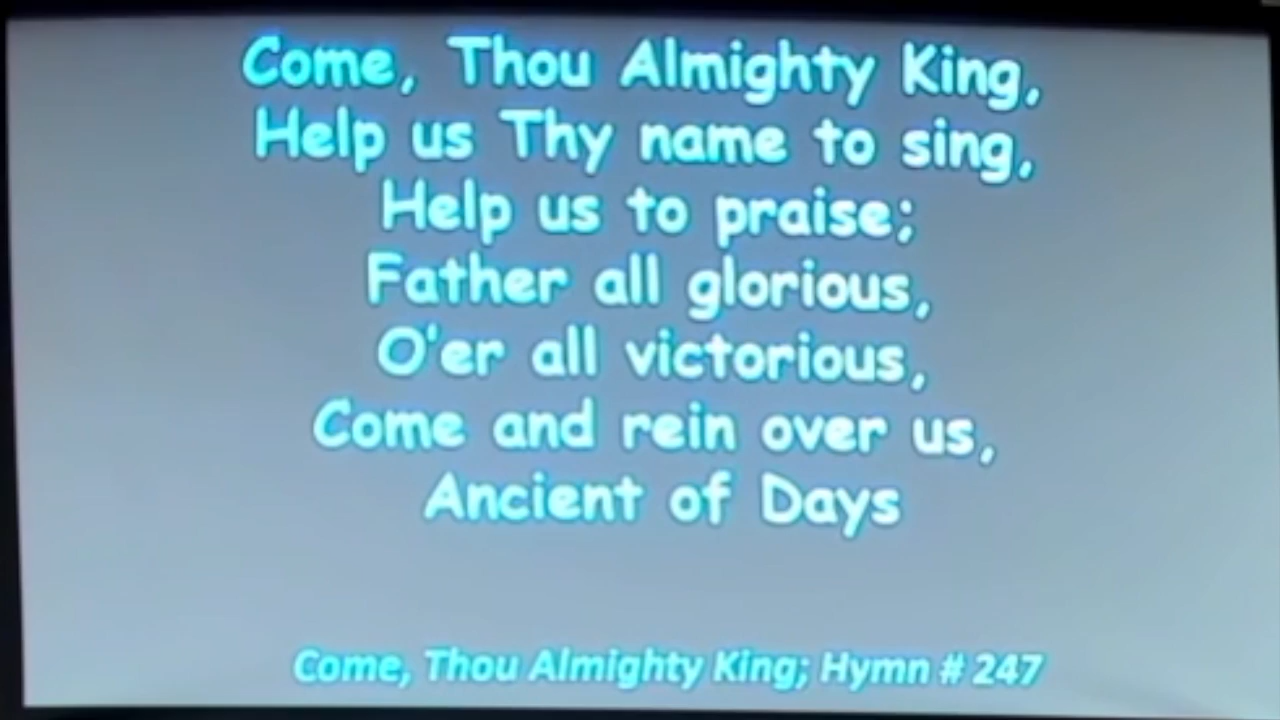 Come, Thou Almighty King,
Help us Thy name to sing,
Help us to praise;
Father all glorious,
O'er all victorious,
Come and rein over us,
Ancient of Days
Come, Thou Almighty King; Hymn # 247